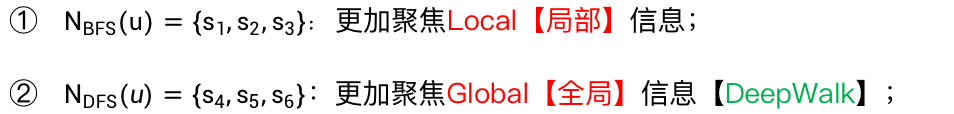 ① N_BFS(u) = {s₁,s₂,s₃}：更加聚焦Local【局部】信息；
② N_DFS(u) = {s₄,s₅,s₆}：更加聚焦Global【全局】信息【DeepWalk】；